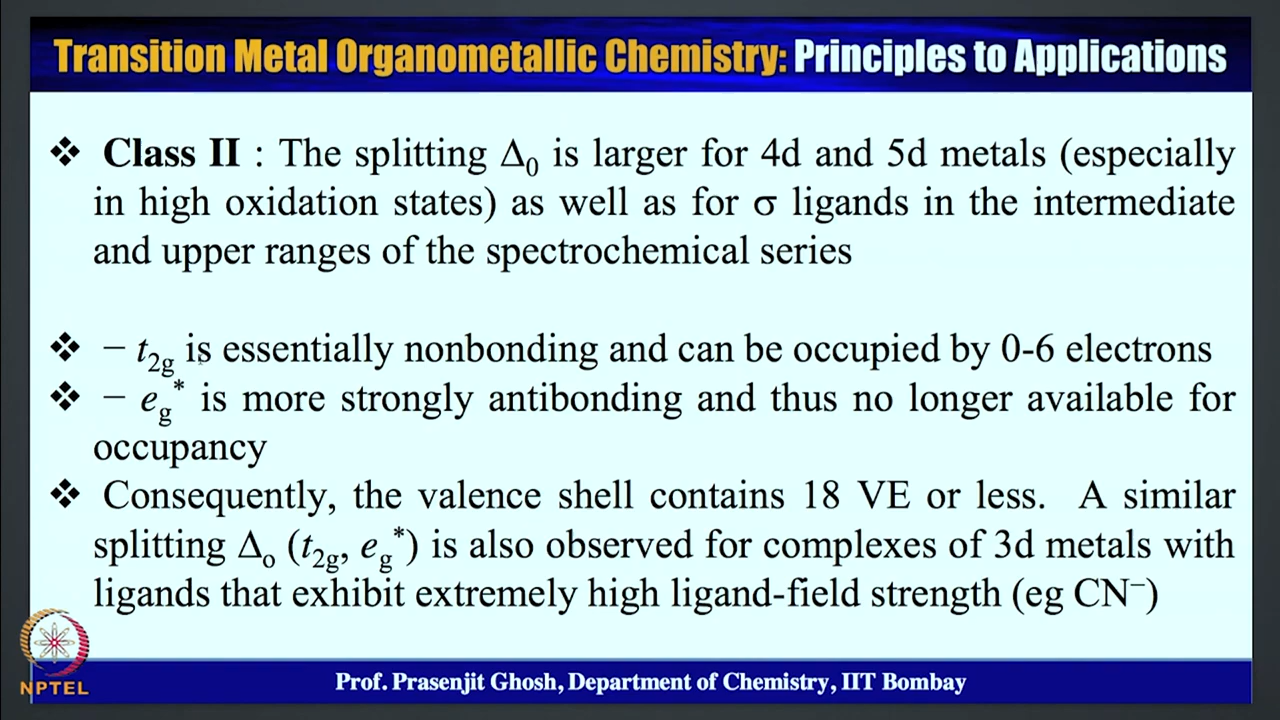 Transition Metal Organometallic Chemistry: Principles to Applications
❖ Class II : The splitting Δ₀ is larger for 4d and 5d metals (especially
in high oxidation states) as well as for σ ligands in the intermediate
and upper ranges of the spectrochemical series
❖ – t₂g is essentially nonbonding and can be occupied by 0-6 electrons
❖ – eg* is more strongly antibonding and thus no longer available for
occupancy
❖ Consequently, the valence shell contains 18 VE or less. A similar
splitting Δₒ (t₂g, eg*) is also observed for complexes of 3d metals with
ligands that exhibit extremely high ligand-field strength (eg CN⁻)
NPTEL
Prof. Prasenjit Ghosh, Department of Chemistry, IIT Bombay